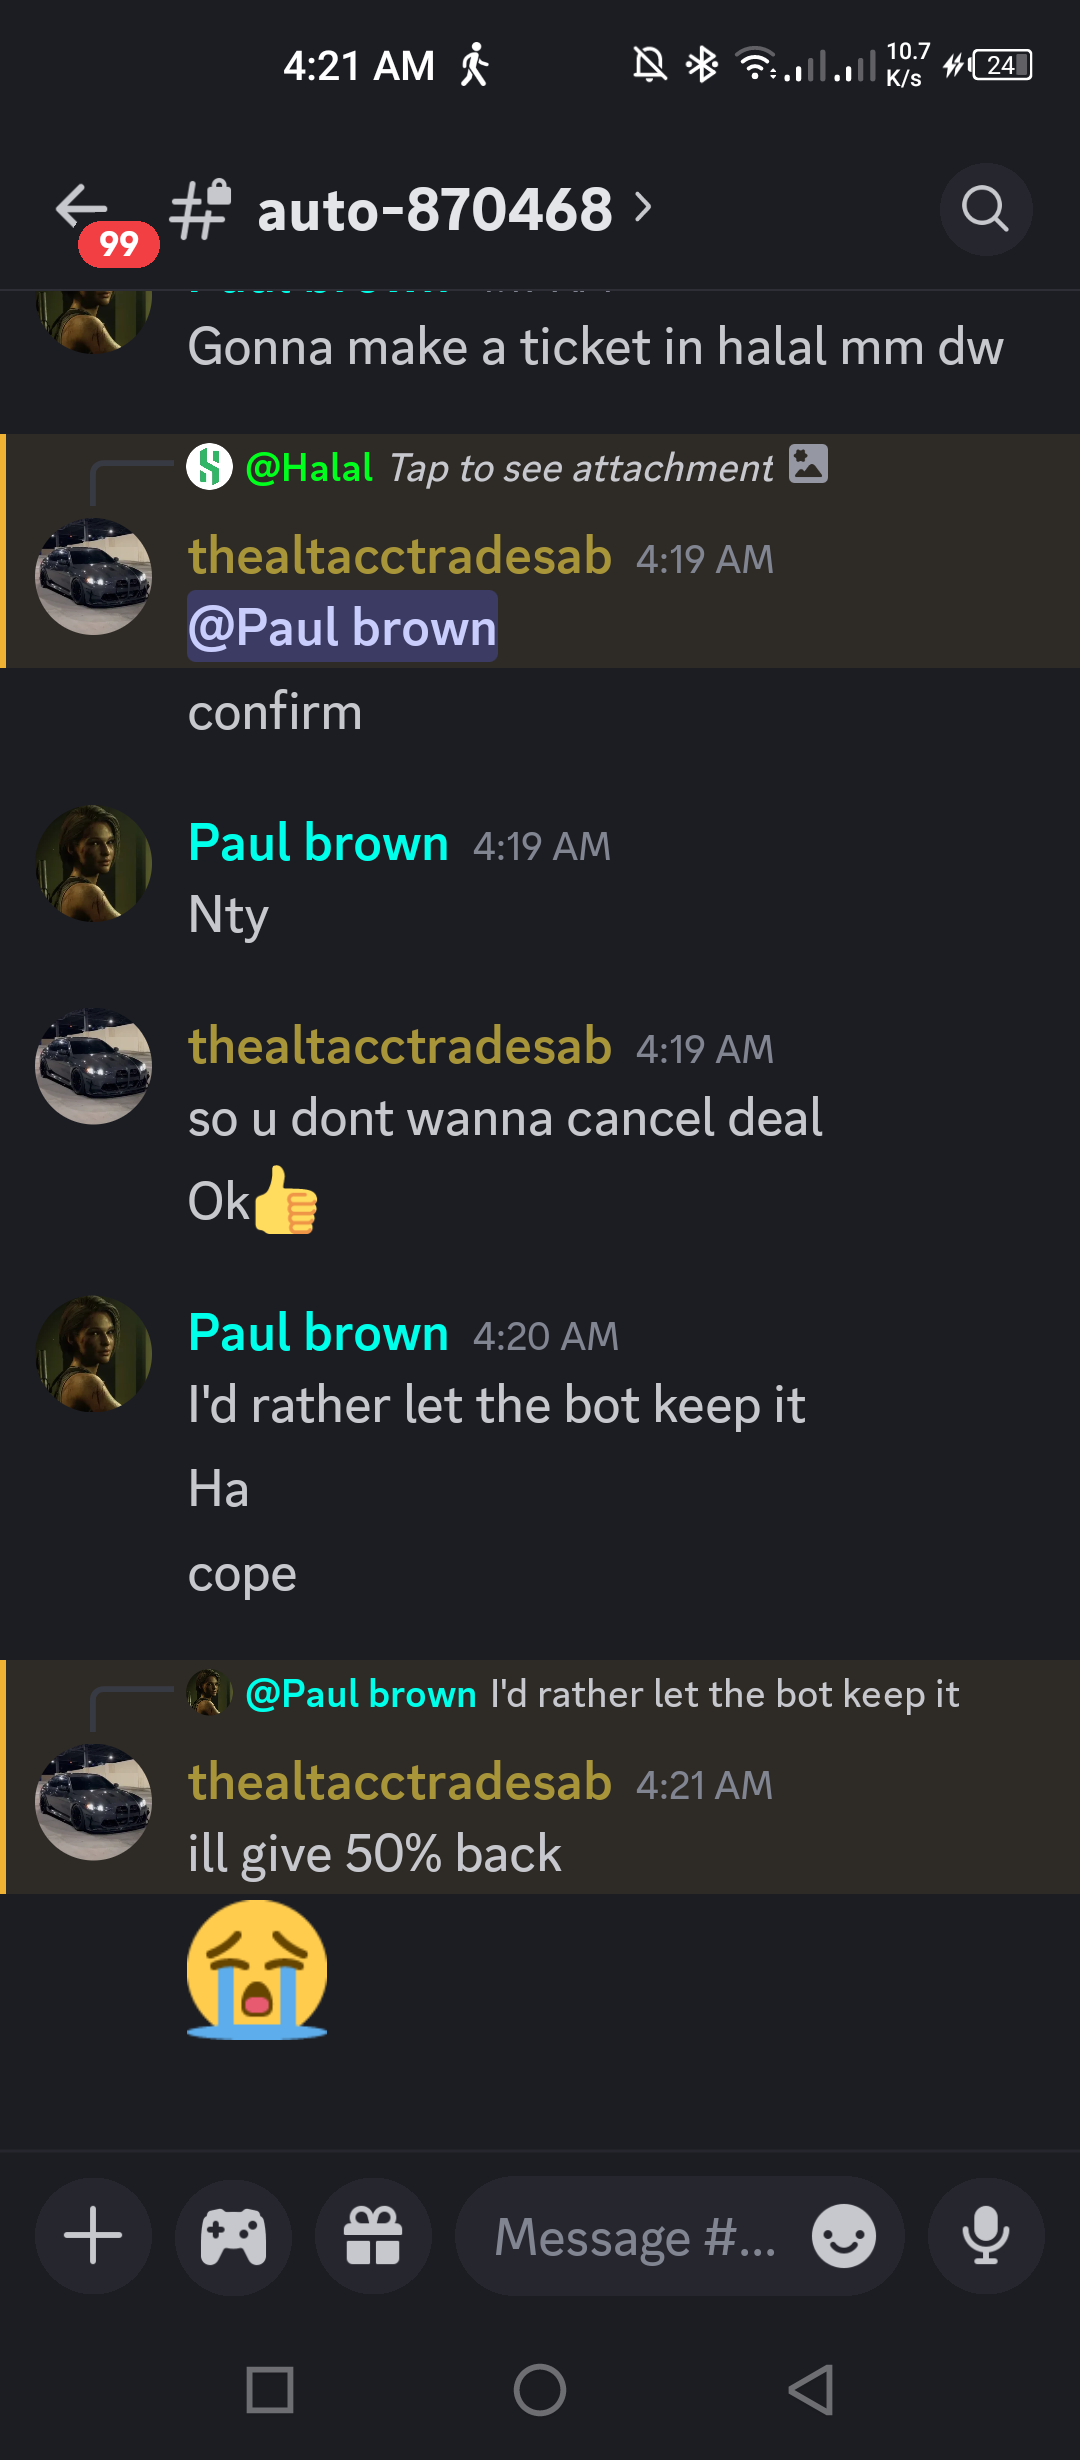 4:21 AM
10.7
K/s
24
99
auto-870468
Gonna make a ticket in halal mm dw
@Halal Tap to see attachment
thealtacctradesab 4:19 AM
@Paul brown
confirm
Paul brown 4:19 AM
Nty
thealtacctradesab 4:19 AM
so u dont wanna cancel deal
Ok👍
Paul brown 4:20 AM
I'd rather let the bot keep it
Ha
cope
@Paul brown I'd rather let the bot keep it
thealtacctradesab 4:21 AM
ill give 50% back
😭
Message #...